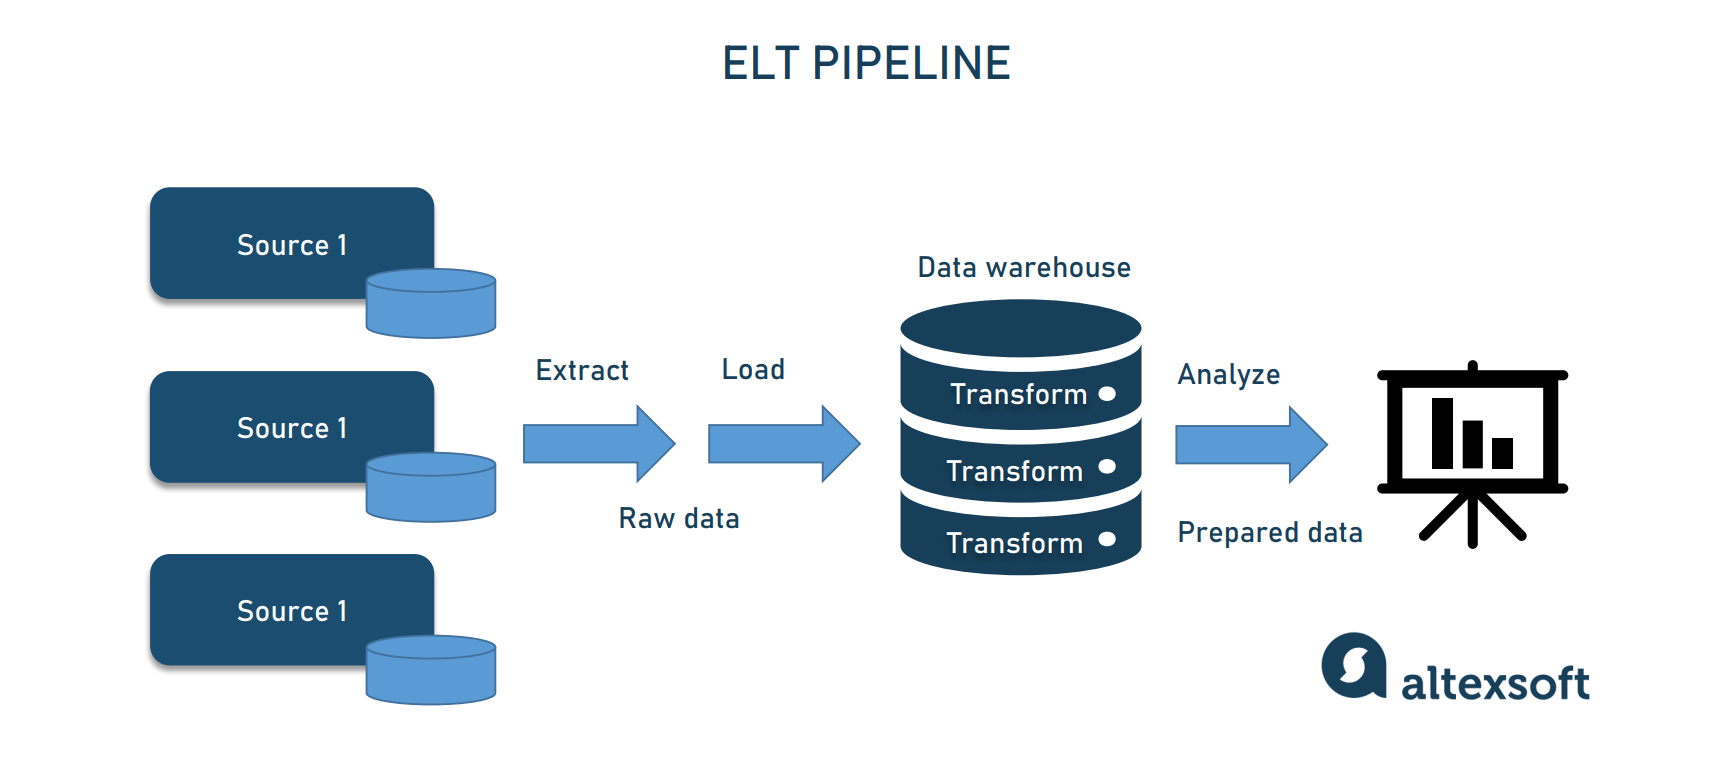 ELT PIPELINE
Source 1
Source 1
Source 1
Extract
Load
Raw data
Data warehouse
Transform
Transform
Transform
Analyze
Prepared data
altexsoft